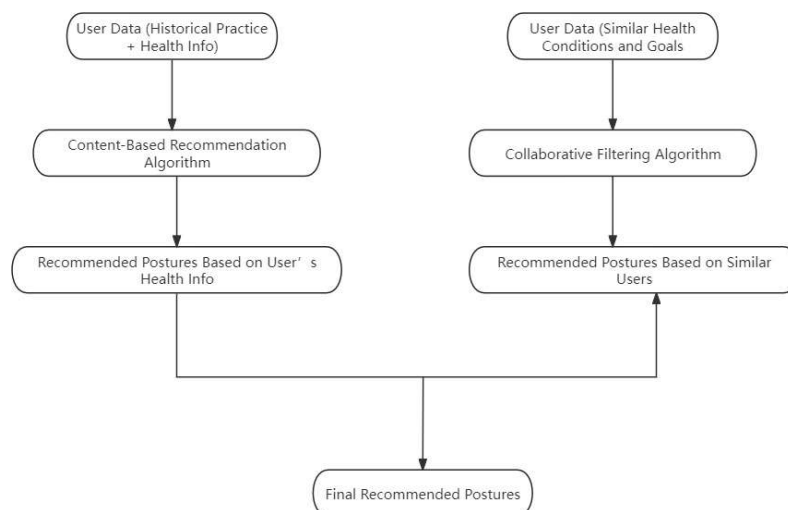 User Data (Historical Practice
+ Health Info)
User Data (Similar Health
Conditions and Goals
Content-Based Recommendation
Algorithm
Collaborative Filtering Algorithm
Recommended Postures Based on User’s
Health Info
Recommended Postures Based on Similar
Users
Final Recommended Postures